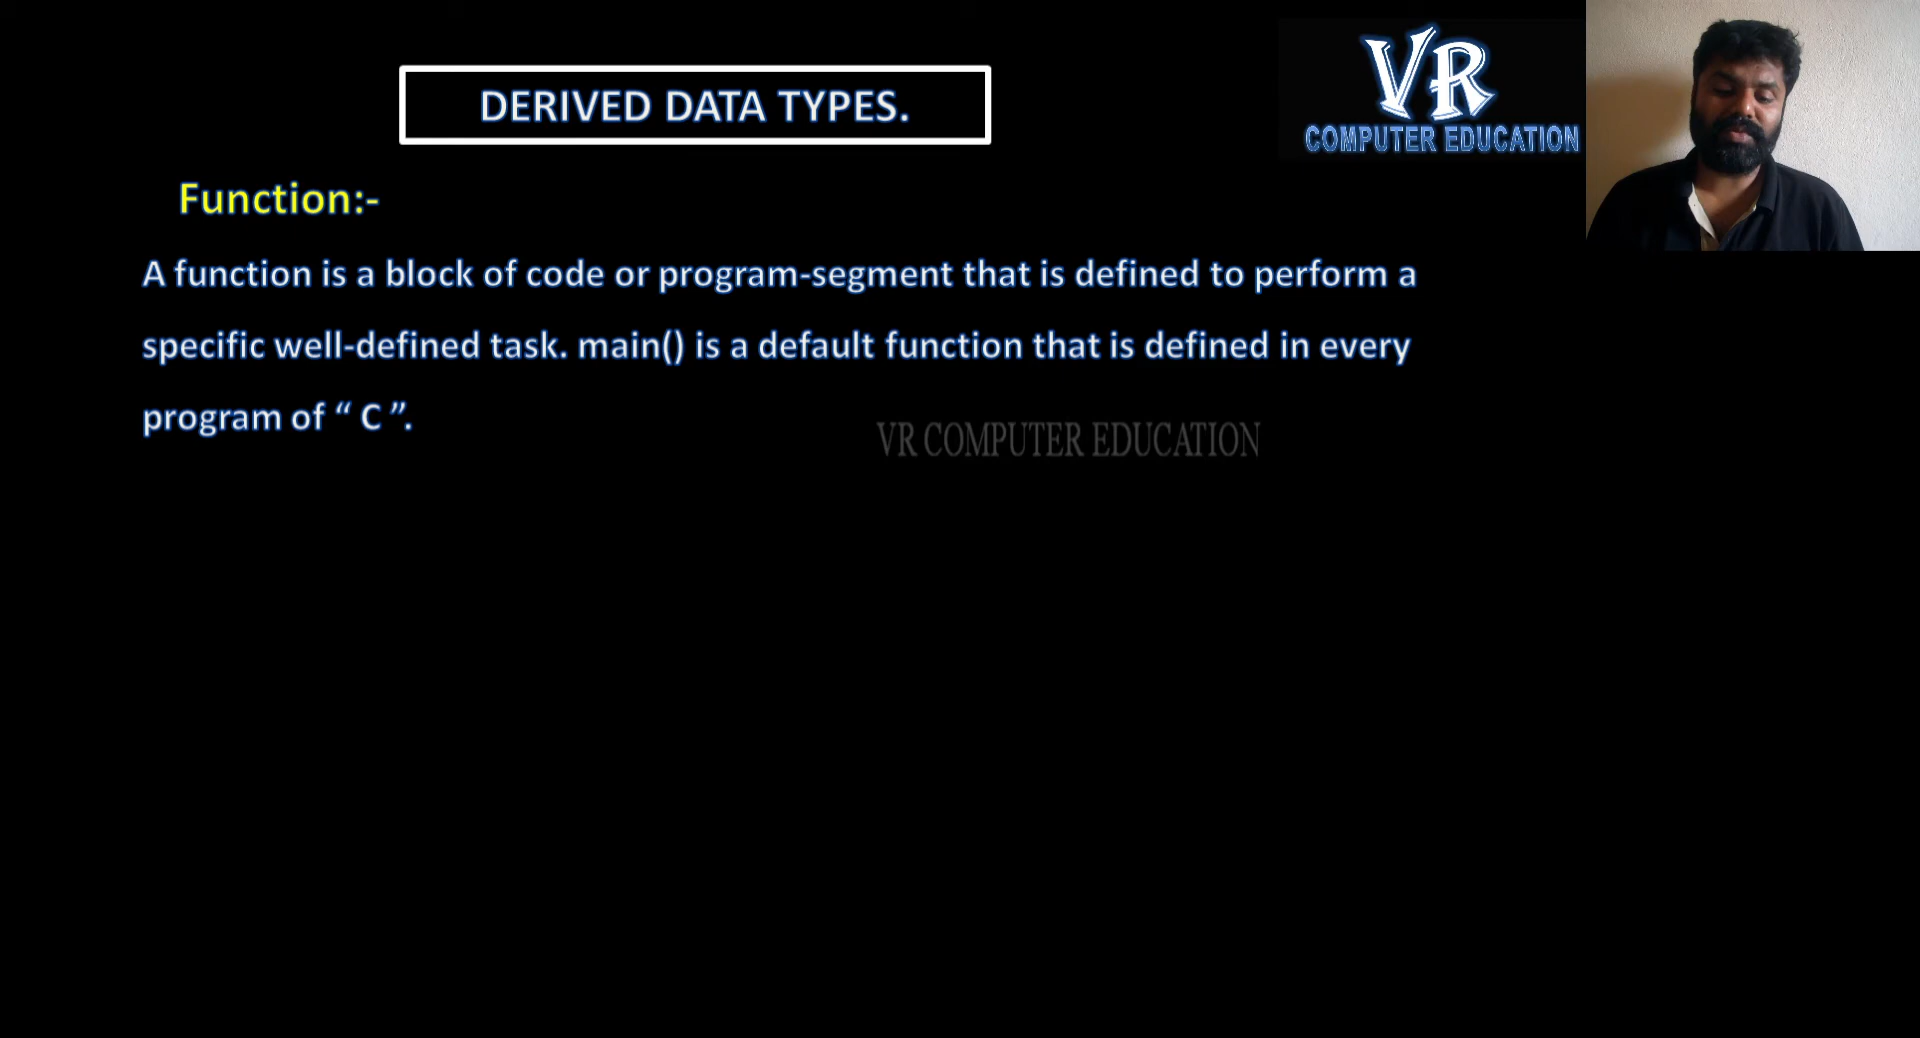 DERIVED DATA TYPES.
VR
COMPUTER EDUCATION
Function:-
A function is a block of code or program-segment that is defined to perform a
specific well-defined task. main() is a default function that is defined in every
program of “ C ”.
VR COMPUTER EDUCATION